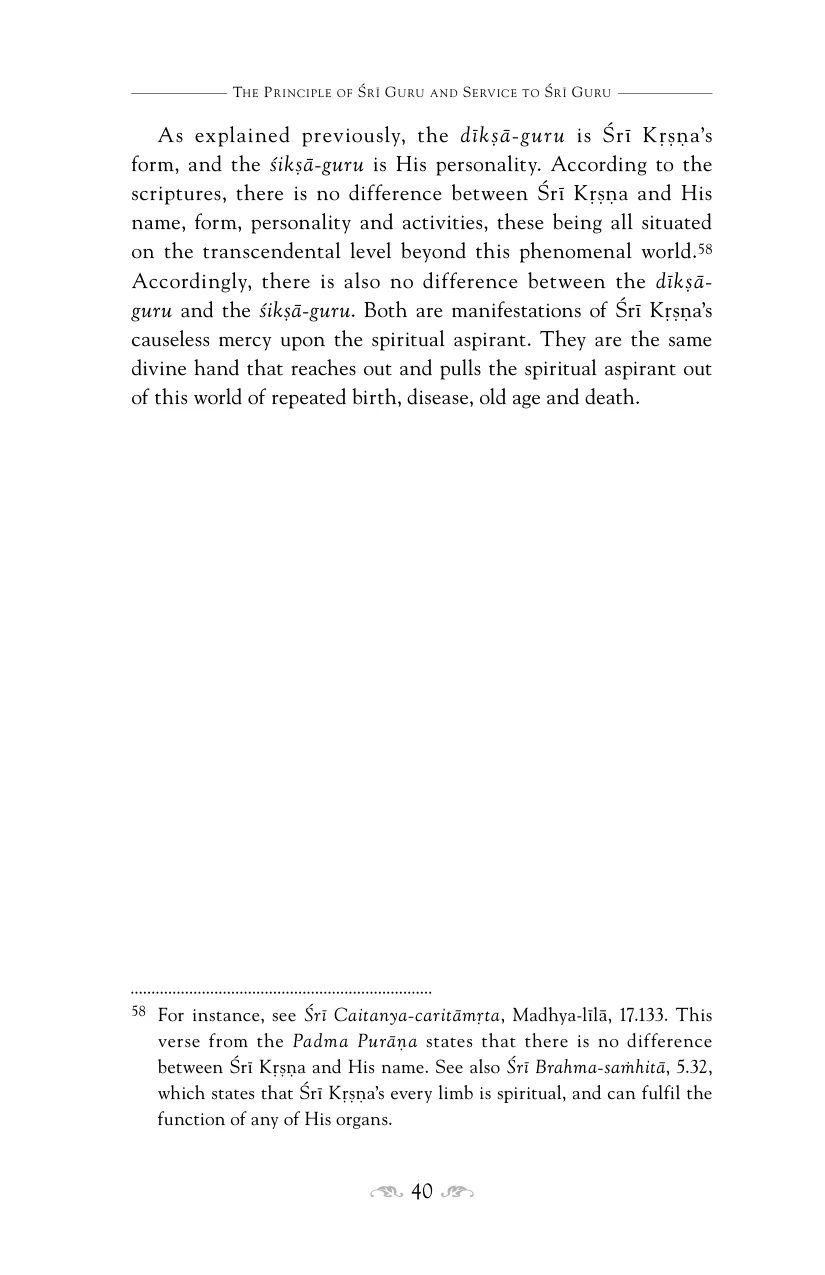 The Principle of Śrī Guru and Service to Śrī Guru
As explained previously, the dīkṣā-guru is Śrī Kṛṣṇa’s
form, and the śikṣā-guru is His personality. According to the
scriptures, there is no difference between Śrī Kṛṣṇa and His
name, form, personality and activities, these being all situated
on the transcendental level beyond this phenomenal world.58
Accordingly, there is also no difference between the dīkṣā-
guru and the śikṣā-guru. Both are manifestations of Śrī Kṛṣṇa’s
causeless mercy upon the spiritual aspirant. They are the same
divine hand that reaches out and pulls the spiritual aspirant out
of this world of repeated birth, disease, old age and death.
58 For instance, see Śrī Caitanya-caritāmṛta, Madhya-līlā, 17.133. This
verse from the Padma Purāṇa states that there is no difference
between Śrī Kṛṣṇa and His name. See also Śrī Brahma-saṁhitā, 5.32,
which states that Śrī Kṛṣṇa’s every limb is spiritual, and can fulfil the
function of any of His organs.
40